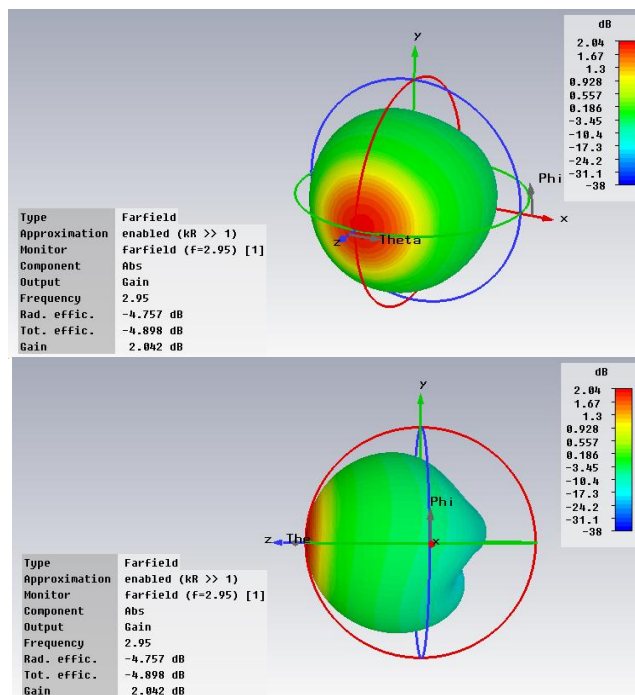 dB
2.04
1.67
1.3
0.928
0.557
0.186
-3.45
-10.4
-17.3
-24.2
-31.1
-38
y
Phi
x
z
Theta
Type Farfield
Approximation enabled (kR >> 1)
Monitor farfield (f=2.95) [1]
Component Abs
Output Gain
Frequency 2.95
Rad. effic. -4.757 dB
Tot. effic. -4.898 dB
Gain 2.042 dB
dB
2.04
1.67
1.3
0.928
0.557
0.186
-3.45
-10.4
-17.3
-24.2
-31.1
-38
y
Phi
z The
x
Type Farfield
Approximation enabled (kR >> 1)
Monitor farfield (f=2.95) [1]
Component Abs
Output Gain
Frequency 2.95
Rad. effic. -4.757 dB
Tot. effic. -4.898 dB
Gain 2.042 dB